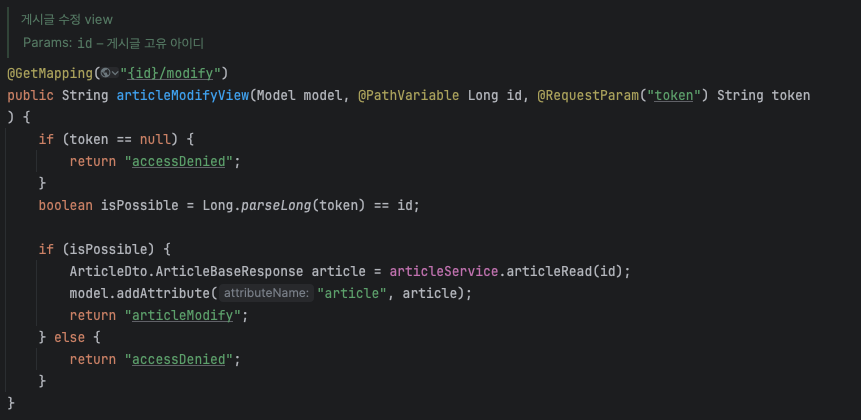 게시글 수정 view
Params: id – 게시글 고유 아이디
@GetMapping("{id}/modify")
public String articleModifyView(Model model, @PathVariable Long id, @RequestParam("token") String token
) {
    if (token == null) {
        return "accessDenied";
    }
    boolean isPossible = Long.parseLong(token) == id;

    if (isPossible) {
        ArticleDto.ArticleBaseResponse article = articleService.articleRead(id);
        model.addAttribute( attributeName: "article", article);
        return "articleModify";
    } else {
        return "accessDenied";
    }
}